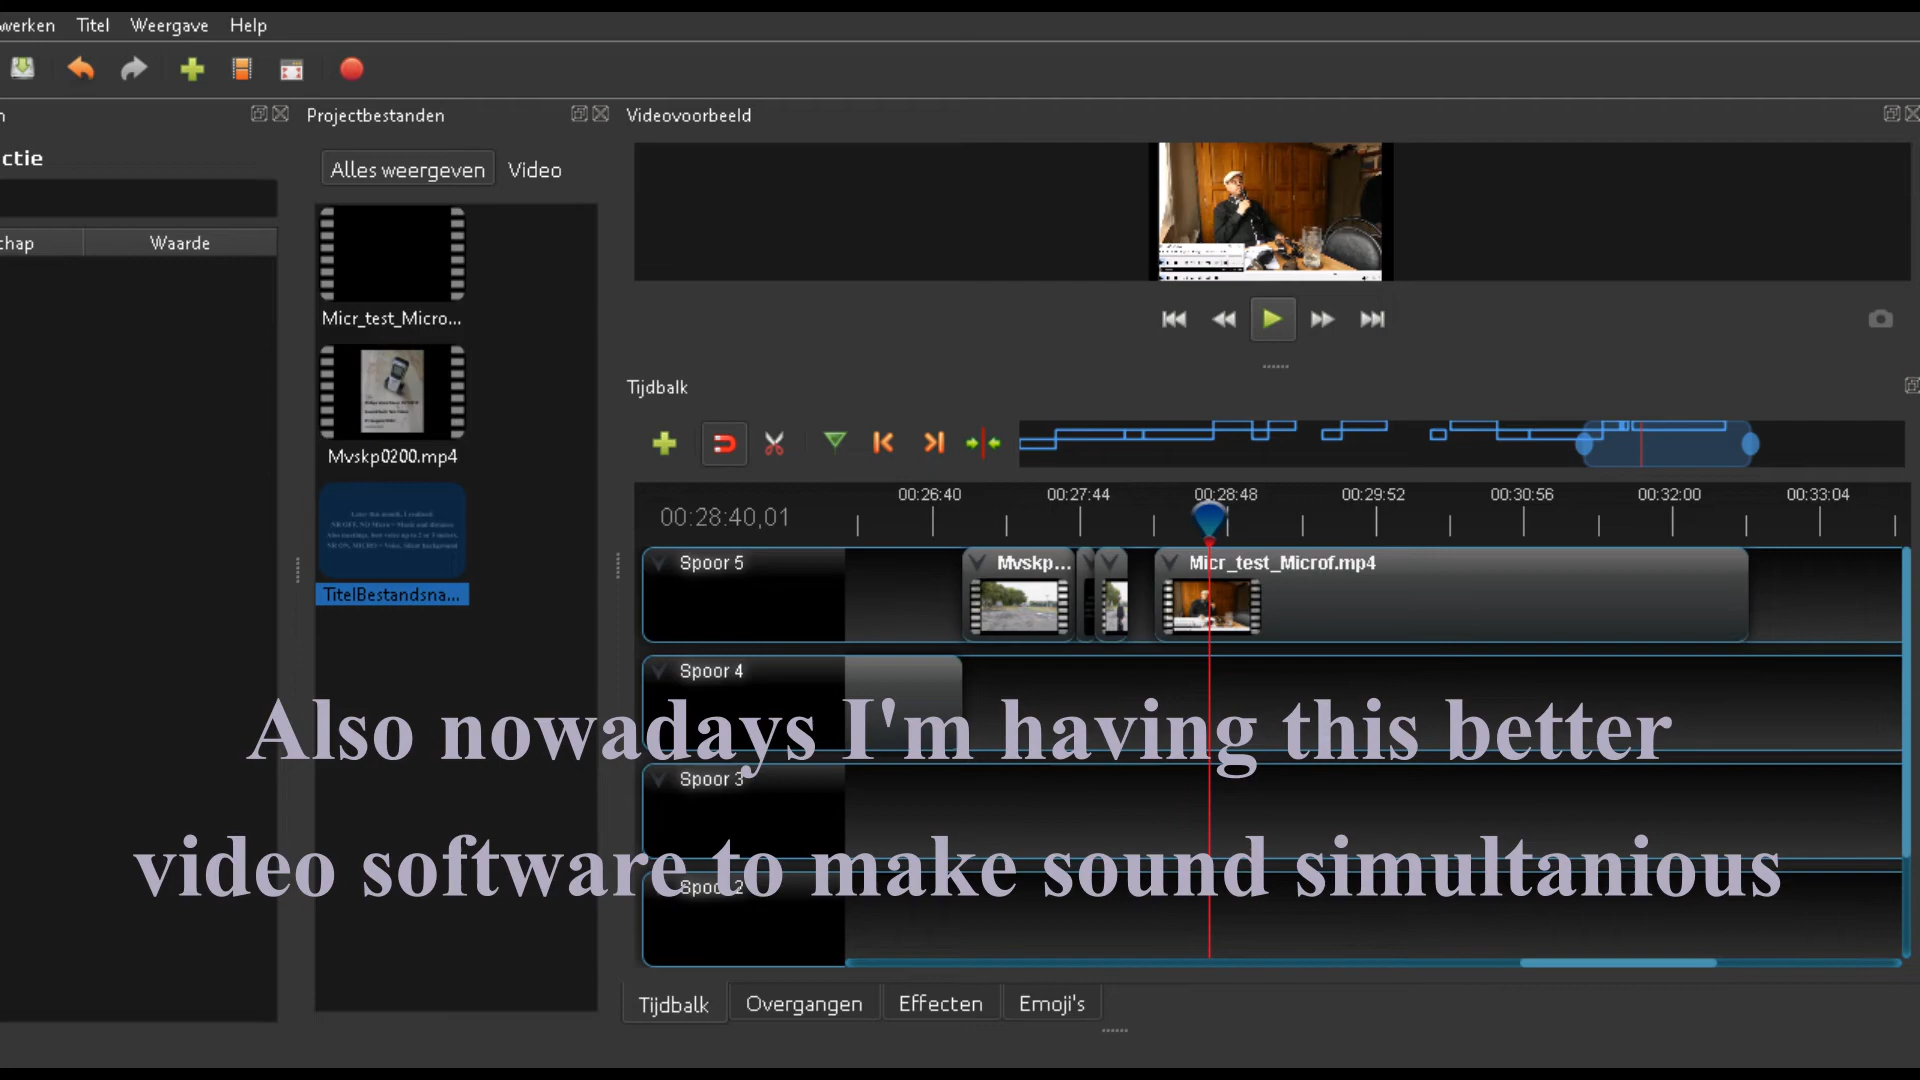 werken Titel Weergave Help
n
Projectbestanden
Videovoorbeeld
ctie
Alles weergeven Video
chap Waarde
Micr_test_Micro...
Mvskp0200.mp4
TitelBestandsna...
Tijdbalk
00:28:40,01
00:26:40 00:27:44 00:28:48 00:29:52 00:30:56 00:32:00 00:33:04
Spoor 5
Mvskp...
Micr_test_Microf.mp4
Spoor 4
Also nowadays I'm having this better
Spoor 3
video software to make sound simultanious
Spoor 2
Tijdbalk Overgangen Effecten Emoji's